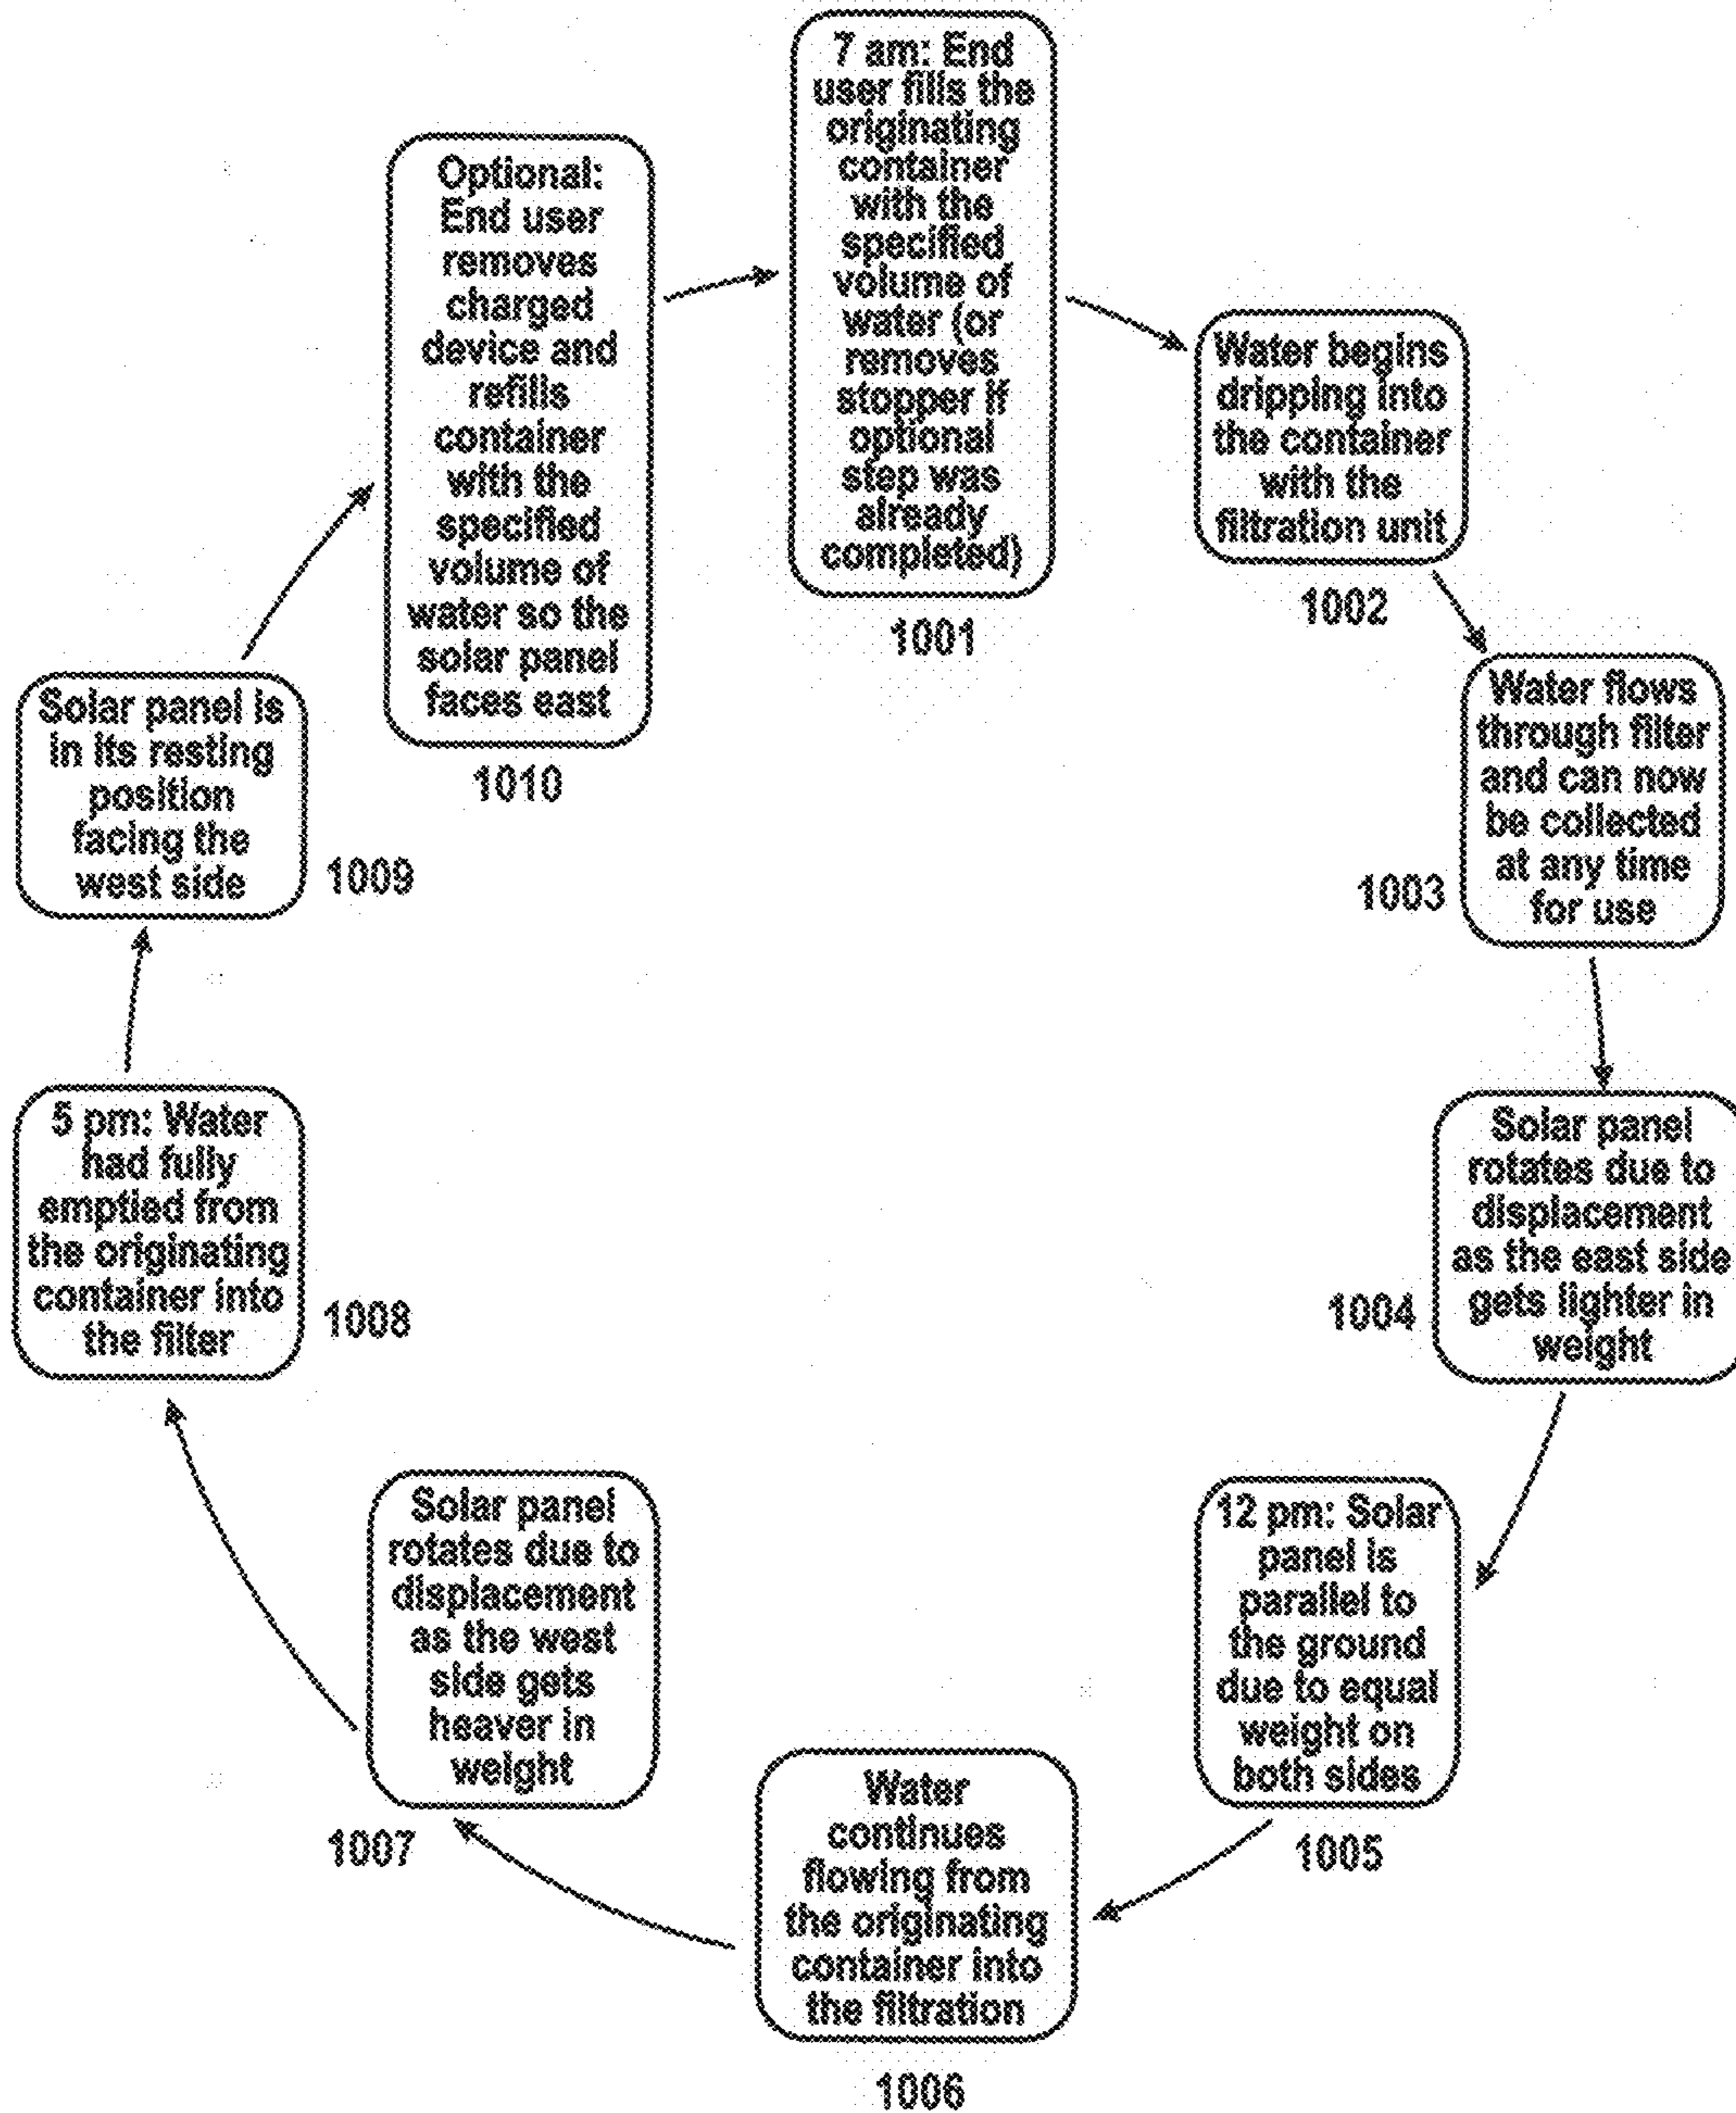 7 am: End
user fills the
originating
container
with the
specified
volume of
water (or
removes
stopper if
optional
step was
already
completed)
1001
Water begins
dripping into
the container
with the
filtration unit
1002
Water flows
through filter
and can now
be collected
at any time
for use
1003
Solar panel
rotates due to
displacement
as the east side
gets lighter in
weight
1004
12 pm: Solar
panel is
parallel to
the ground
due to equal
weight on
both sides
1005
Water
continues
flowing from
the originating
container into
the filtration
1006
Solar panel
rotates due to
displacement
as the west
side gets
heaver in
weight
1007
5 pm: Water
had fully
emptied from
the originating
container into
the filter
1008
Solar panel is
in its resting
position
facing the
west side
1009
Optional:
End user
removes
charged
device and
refills
container
with the
specified
volume of
water so the
solar panel
faces east
1010